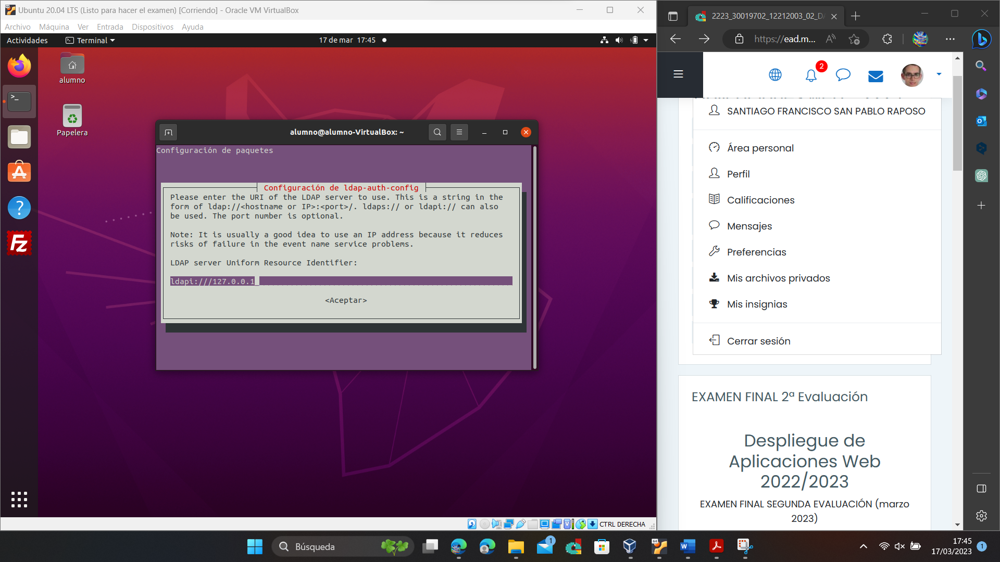 Ubuntu 20.04 LTS (Listo para hacer el examen) [Corriendo] - Oracle VM VirtualBox
Archivo Máquina Ver Entrada Dispositivos Ayuda
Actividades Terminal 17 de mar 17:45
alumno
Papelera
alumno@alumno-VirtualBox: ~
Configuración de paquetes
Configuración de ldap-auth-config
Please enter the URI of the LDAP server to use. This is a string in the
form of ldap://<hostname or IP>:<port>/. ldaps:// or ldapi:// can also
be used. The port number is optional.
Note: It is usually a good idea to use an IP address because it reduces
risks of failure in the event name service problems.
LDAP server Uniform Resource Identifier:
ldapi:///127.0.0.1
<Aceptar>
CTRL DERECHA
2223_30019702_12212003_02_DA
https://ead.m...
2
SANTIAGO FRANCISCO SAN PABLO RAPOSO
Área personal
Perfil
Calificaciones
Mensajes
Preferencias
Mis archivos privados
Mis insignias
Cerrar sesión
EXAMEN FINAL 2ª Evaluación
Despliegue de
Aplicaciones Web
2022/2023
EXAMEN FINAL SEGUNDA EVALUACIÓN (marzo
2023)
Búsqueda
1
17:45
17/03/2023
1